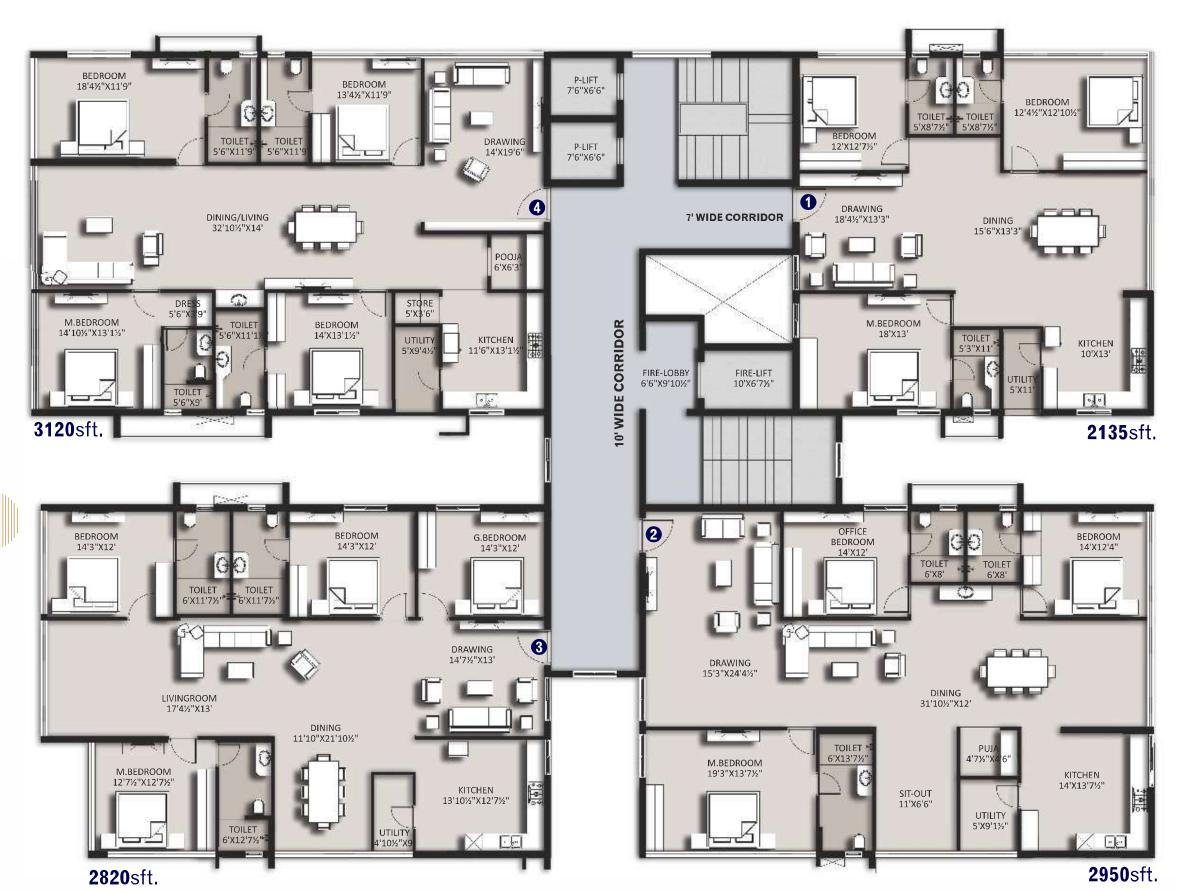 BEDROOM
18'4½"X11'9"
TOILET
5'6"X11'9"
TOILET
5'6"X11'9
BEDROOM
13'4½"X11'9"
DRAWING
14'X19'6"
DINING/LIVING
32'10½"X14'
4
POOJA
6'X6'3"
M.BEDROOM
14'10½"X13'1½"
DRESS
5'6"X3'9"
TOILET
5'6"X9'
TOILET
5'6"X11'1½
BEDROOM
14'X13'1½"
STORE
5'X3'6"
UTILITY
5'X9'4½"
KITCHEN
11'6"X13'1½"
3120sft.
P-LIFT
7'6"X6'6"
P-LIFT
7'6"X6'6"
7' WIDE CORRIDOR
10' WIDE CORRIDOR
FIRE-LOBBY
6'6"X9'10½"
FIRE-LIFT
10'X6'7½"
BEDROOM
12'X12'7½"
TOILET
5'X8'7½"
TOILET
5'X8'7½"
BEDROOM
12'4½"X12'10½"
1
DRAWING
18'4½"X13'3"
DINING
15'6"X13'3"
M.BEDROOM
18'X13'
TOILET
5'3"X11'
UTILITY
5'X11'
KITCHEN
10'X13'
2135sft.
BEDROOM
14'3"X12'
TOILET
6'X11'7½"
TOILET
6'X11'7½"
BEDROOM
14'3"X12'
G.BEDROOM
14'3"X12'
3
DRAWING
14'7½"X13'
LIVINGROOM
17'4½"X13'
DINING
11'10"X21'10½"
M.BEDROOM
12'7½"X12'7½"
TOILET
6'X12'7½"
UTILITY
4'10½"X9
KITCHEN
13'10½"X12'7½"
2820sft.
2
OFFICE
BEDROOM
14'X12'
TOILET
6'X8'
TOILET
6'X8'
BEDROOM
14'X12'4"
DRAWING
15'3"X24'4½"
DINING
31'10½"X12'
M.BEDROOM
19'3"X13'7½"
TOILET
6'X13'7½"
SIT-OUT
11'X6'6"
PUJA
4'7½"X4'6"
UTILITY
5'X9'1½"
KITCHEN
14'X13'7½"
2950sft.